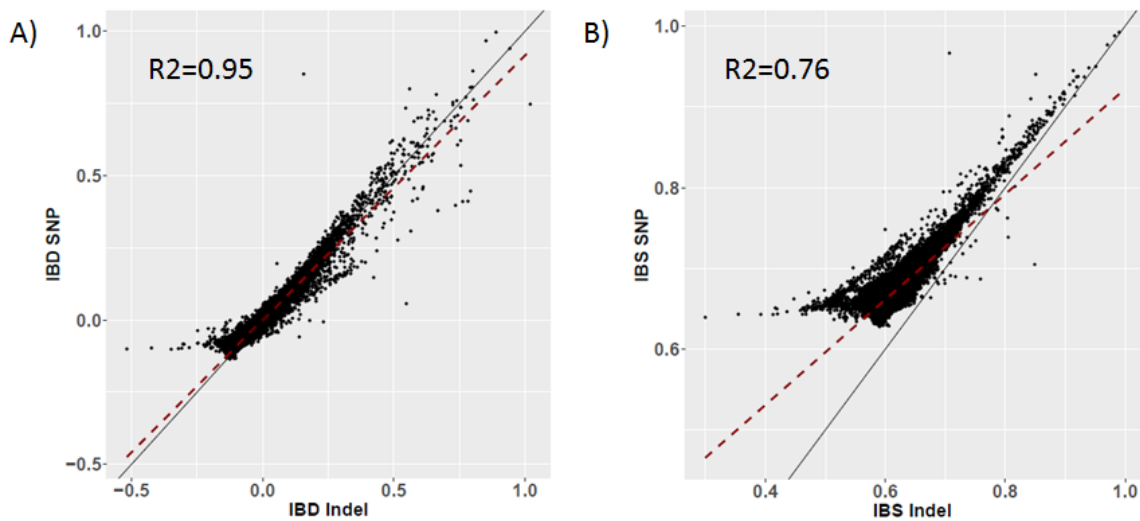 A)
R2=0.95
1.0
0.5
0.0
−0.5
IBD SNP
−0.5 0.0 0.5 1.0
IBD Indel
B)
R2=0.76
1.0
0.8
0.6
IBS SNP
0.4 0.6 0.8 1.0
IBS Indel